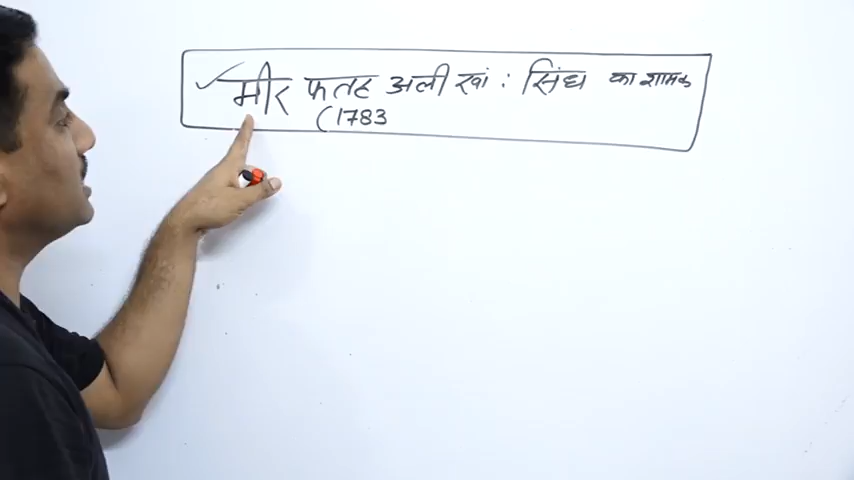 मीर फतह अली खां : सिंध का शासक
(1783